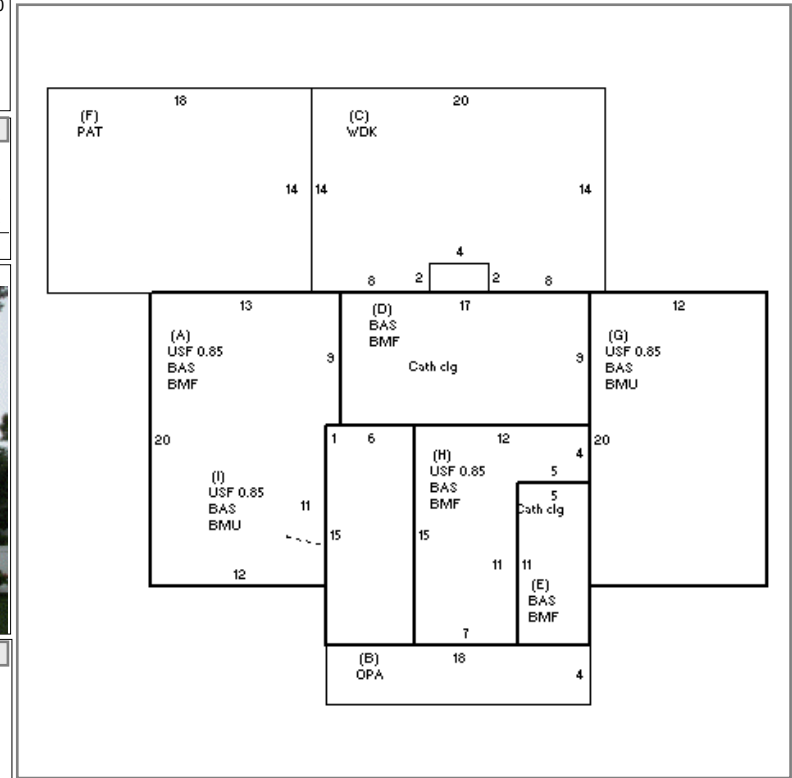 18
(F)
PAT
14
20
(C)
WDK
14
14
4
2
2
8
8
13
(A)
USF 0.85
BAS
BMF
9
20
17
(D)
BAS
BMF
Cath clg
9
12
(G)
USF 0.85
BAS
BMU
20
(I)
USF 0.85
BAS
BMU
11
12
1
6
15
12
4
(H)
USF 0.85
BAS
BMF
15
5
5
Cath clg
11
11
(E)
BAS
BMF
7
(B)
OPA
18
4